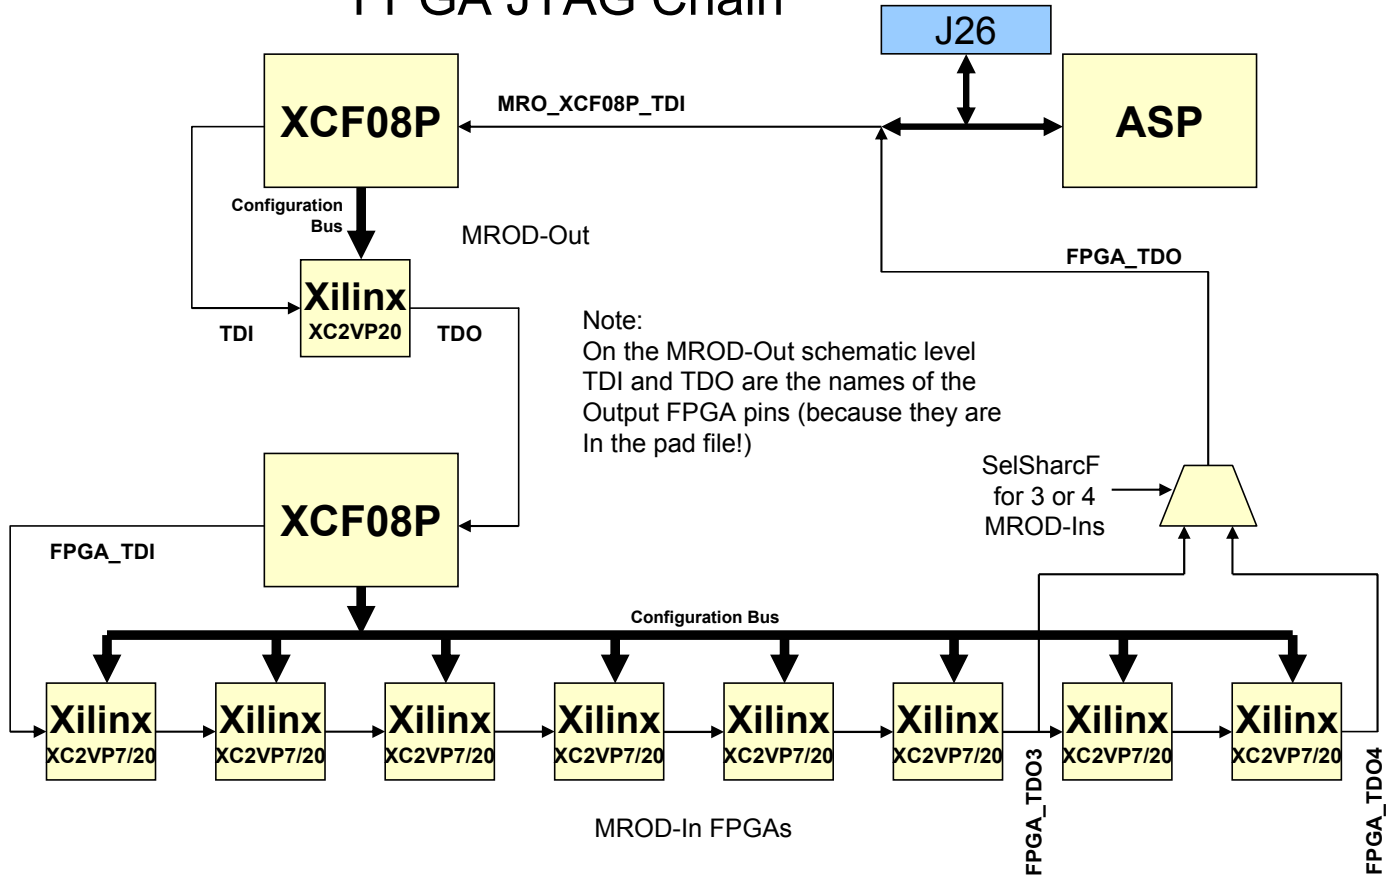 FPGA JTAG Chain
J26
XCF08P
MRO_XCF08P_TDI
ASP
Configuration
Bus
MROD-Out
FPGA_TDO
Xilinx
XC2VP20
TDI
TDO
Note:
On the MROD-Out schematic level
TDI and TDO are the names of the
Output FPGA pins (because they are
In the pad file!)
SelSharcF
for 3 or 4
MROD-Ins
XCF08P
FPGA_TDI
Configuration Bus
Xilinx
XC2VP7/20
Xilinx
XC2VP7/20
Xilinx
XC2VP7/20
Xilinx
XC2VP7/20
Xilinx
XC2VP7/20
Xilinx
XC2VP7/20
Xilinx
XC2VP7/20
Xilinx
XC2VP7/20
FPGA_TDO3
FPGA_TDO4
MROD-In FPGAs